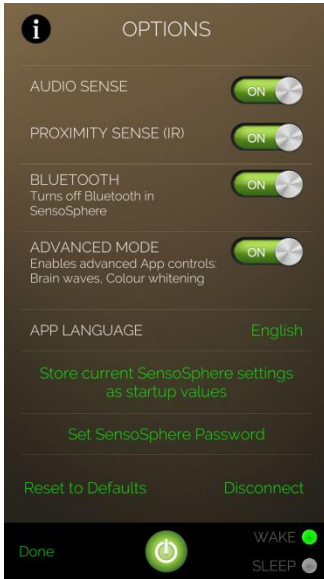 i
OPTIONS
AUDIO SENSE
ON
PROXIMITY SENSE (IR)
ON
BLUETOOTH
ON
Turns off Bluetooth in
SensoSphere
ADVANCED MODE
ON
Enables advanced App controls:
Brain waves, Colour whitening
APP LANGUAGE
English
Store current SensoSphere settings
as startup values
Set SensoSphere Password
Reset to Defaults
Disconnect
Done
WAKE
SLEEP